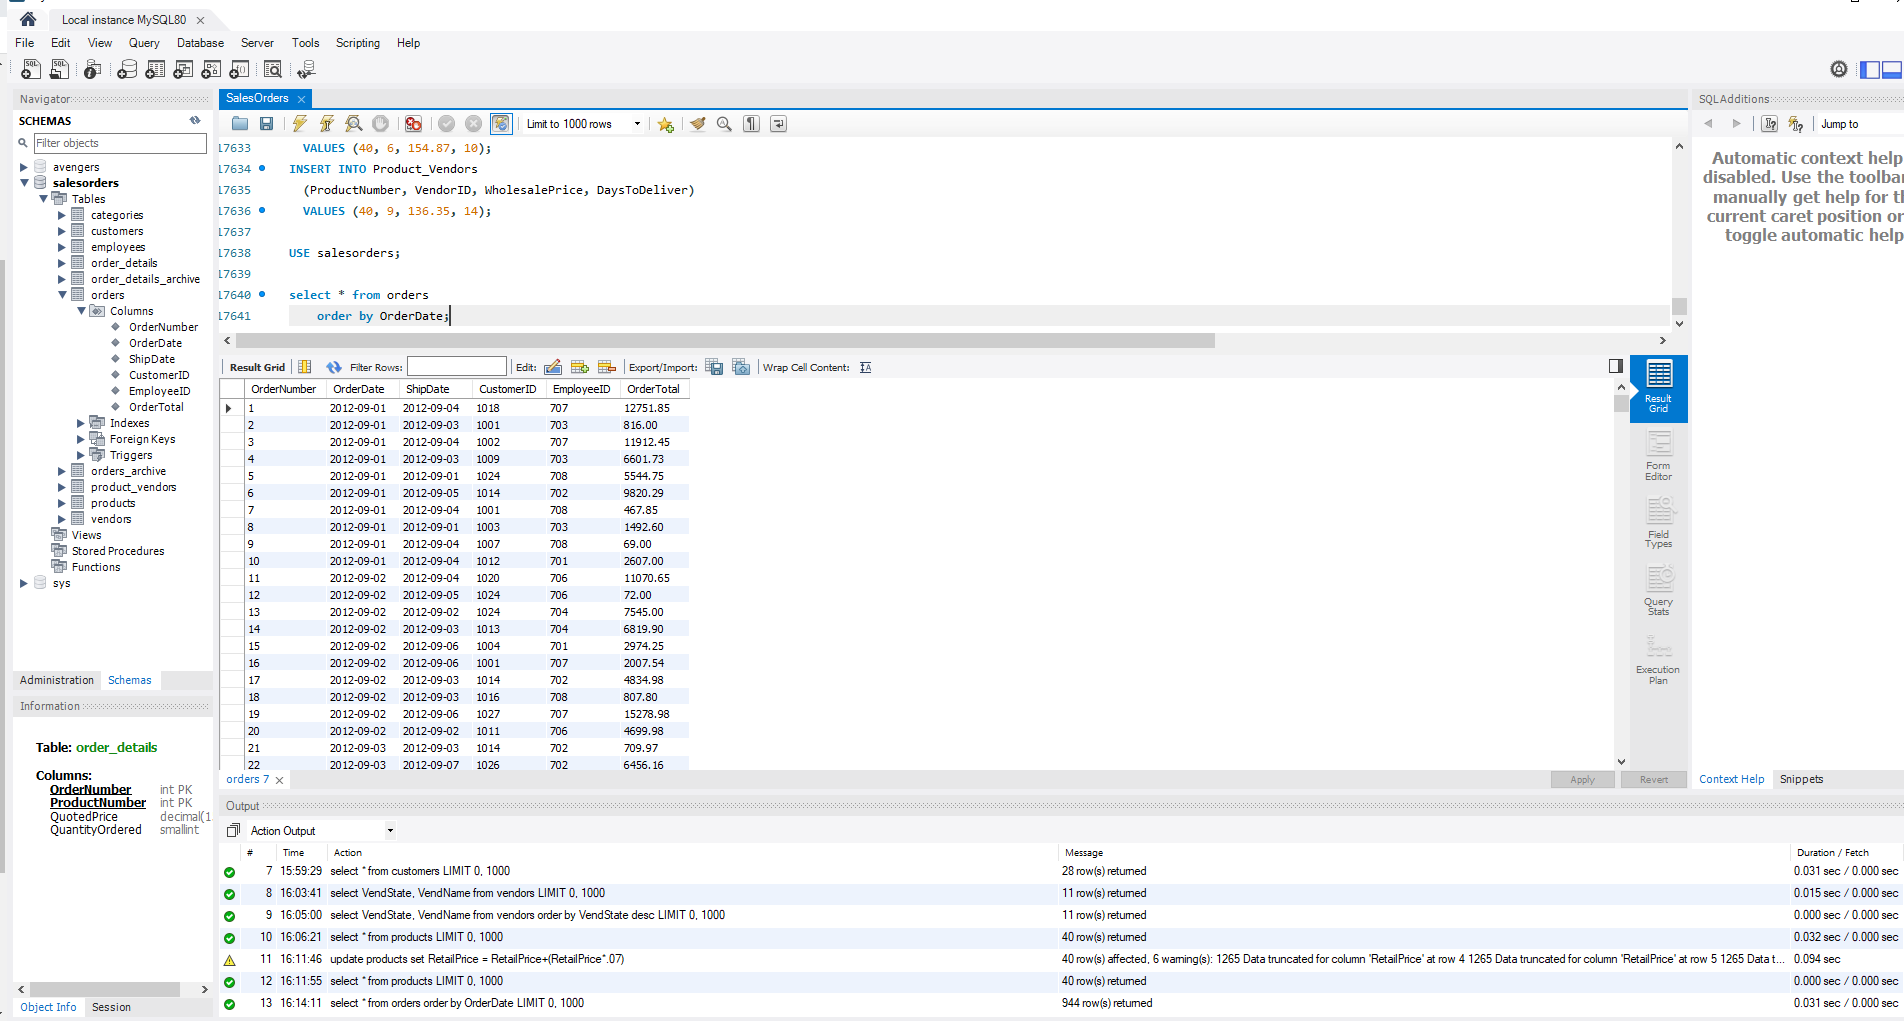 Local instance MySQL80
File Edit View Query Database Server Tools Scripting Help
Navigator
SCHEMAS
Filter objects
avengers
salesorders
Tables
categories
customers
employees
order_details
order_details_archive
orders
Columns
OrderNumber
OrderDate
ShipDate
CustomerID
EmployeeID
OrderTotal
Indexes
Foreign Keys
Triggers
orders_archive
product_vendors
products
vendors
Views
Stored Procedures
Functions
sys
Administration Schemas
Information
Table: order_details
Columns:
OrderNumber int PK
ProductNumber int PK
QuotedPrice decimal(1
QuantityOrdered smallint
Object Info Session
SalesOrders
Limit to 1000 rows
17633 VALUES (40, 6, 154.87, 10);
17634 INSERT INTO Product_Vendors
17635 (ProductNumber, VendorID, WholesalePrice, DaysToDeliver)
17636 VALUES (40, 9, 136.35, 14);
17637
17638 USE salesorders;
17639
17640 select * from orders
17641 order by OrderDate;
Result Grid Filter Rows: Edit: Export/Import: Wrap Cell Content:
OrderNumber OrderDate ShipDate CustomerID EmployeeID OrderTotal
1 2012-09-01 2012-09-04 1018 707 12751.85
2 2012-09-01 2012-09-03 1001 703 816.00
3 2012-09-01 2012-09-04 1002 707 11912.45
4 2012-09-01 2012-09-03 1009 703 6601.73
5 2012-09-01 2012-09-01 1024 708 5544.75
6 2012-09-01 2012-09-05 1014 702 9820.29
7 2012-09-01 2012-09-04 1001 708 467.85
8 2012-09-01 2012-09-01 1003 703 1492.60
9 2012-09-01 2012-09-04 1007 708 69.00
10 2012-09-01 2012-09-04 1012 701 2607.00
11 2012-09-02 2012-09-04 1020 706 11070.65
12 2012-09-02 2012-09-05 1024 706 72.00
13 2012-09-02 2012-09-02 1024 704 7545.00
14 2012-09-02 2012-09-03 1013 704 6819.90
15 2012-09-02 2012-09-06 1004 701 2974.25
16 2012-09-02 2012-09-06 1001 707 2007.54
17 2012-09-02 2012-09-03 1014 702 4834.98
18 2012-09-02 2012-09-03 1016 708 807.80
19 2012-09-02 2012-09-06 1027 707 15278.98
20 2012-09-02 2012-09-02 1011 706 4699.98
21 2012-09-03 2012-09-03 1014 702 709.97
22 2012-09-03 2012-09-07 1026 702 6456.16
orders 7
Apply Revert
Result
Grid
Form
Editor
Field
Types
Query
Stats
Execution
Plan
SQLAdditions
Jump to
Automatic context help
disabled. Use the toolbar
manually get help for th
current caret position or
toggle automatic help
Context Help Snippets
Output
Action Output
# Time Action Message Duration / Fetch
7 15:59:29 select * from customers LIMIT 0, 1000 28 row(s) returned 0.031 sec / 0.000 sec
8 16:03:41 select VendState, VendName from vendors LIMIT 0, 1000 11 row(s) returned 0.015 sec / 0.000 sec
9 16:05:00 select VendState, VendName from vendors order by VendState desc LIMIT 0, 1000 11 row(s) returned 0.000 sec / 0.000 sec
10 16:06:21 select * from products LIMIT 0, 1000 40 row(s) returned 0.032 sec / 0.000 sec
11 16:11:46 update products set RetailPrice = RetailPrice+(RetailPrice*.07) 40 row(s) affected, 6 warning(s): 1265 Data truncated for column 'RetailPrice' at row 4 1265 Data truncated for column 'RetailPrice' at row 5 1265 Data t... 0.094 sec
12 16:11:55 select * from products LIMIT 0, 1000 40 row(s) returned 0.000 sec / 0.000 sec
13 16:14:11 select * from orders order by OrderDate LIMIT 0, 1000 944 row(s) returned 0.031 sec / 0.000 sec